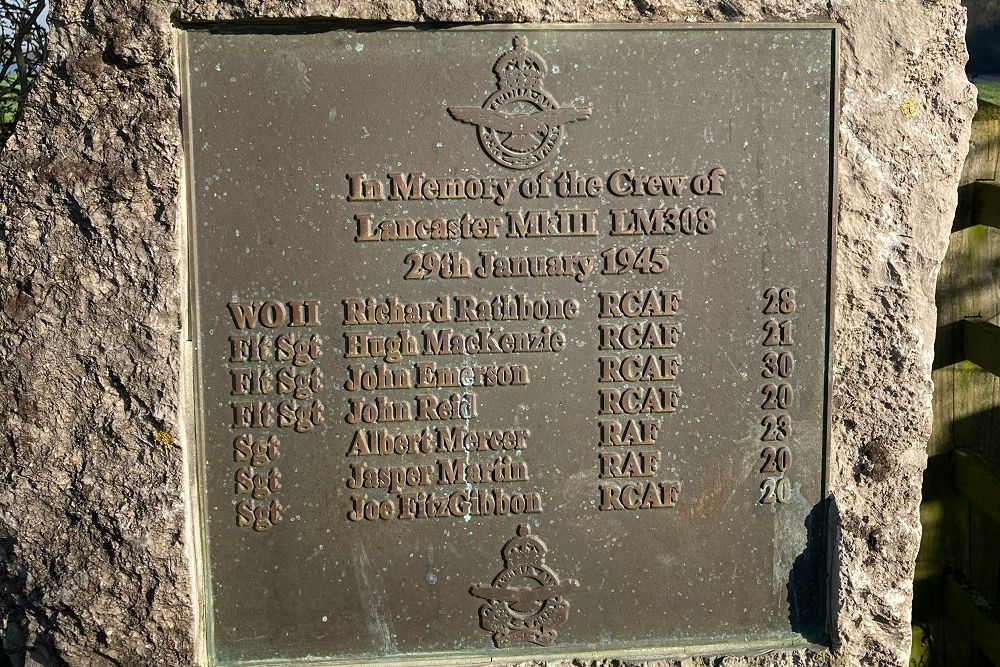 In Memory of the Crew of
Lancaster MkIII LM308
29th January 1945
WO II Richard Rathbone RCAF 28
Flt Sgt Hugh MacKenzie RCAF 21
Flt Sgt John Emerson RCAF 30
Flt Sgt John Reid RCAF 20
Sgt Albert Mercer RAF 23
Sgt Jasper Martin RAF 20
Sgt Joe FitzGibbon RCAF 20